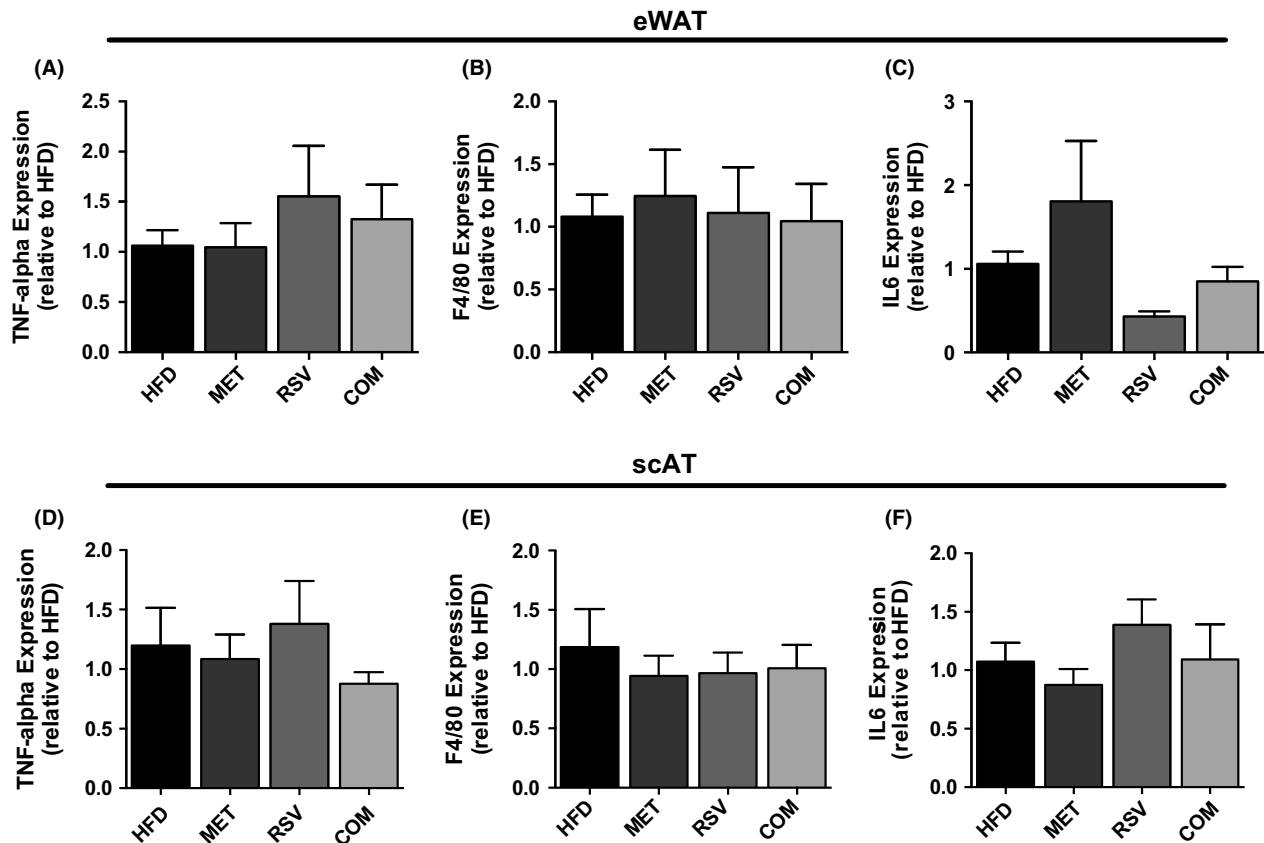 eWAT
(A)
TNF-alpha Expression
(relative to HFD)
2.5
2.0
1.5
1.0
0.5
0.0
HFD
MET
RSV
COM
(B)
F4/80 Expression
(relative to HFD)
2.0
1.5
1.0
0.5
0.0
HFD
MET
RSV
COM
(C)
IL6 Expression
(relative to HFD)
3
2
1
0
HFD
MET
RSV
COM
scAT
(D)
TNF-alpha Expression
(relative to HFD)
2.0
1.5
1.0
0.5
0.0
HFD
MET
RSV
COM
(E)
F4/80 Expression
(relative to HFD)
2.0
1.5
1.0
0.5
0.0
HFD
MET
RSV
COM
(F)
IL6 Expression
(relative to HFD)
2.0
1.5
1.0
0.5
0.0
HFD
MET
RSV
COM